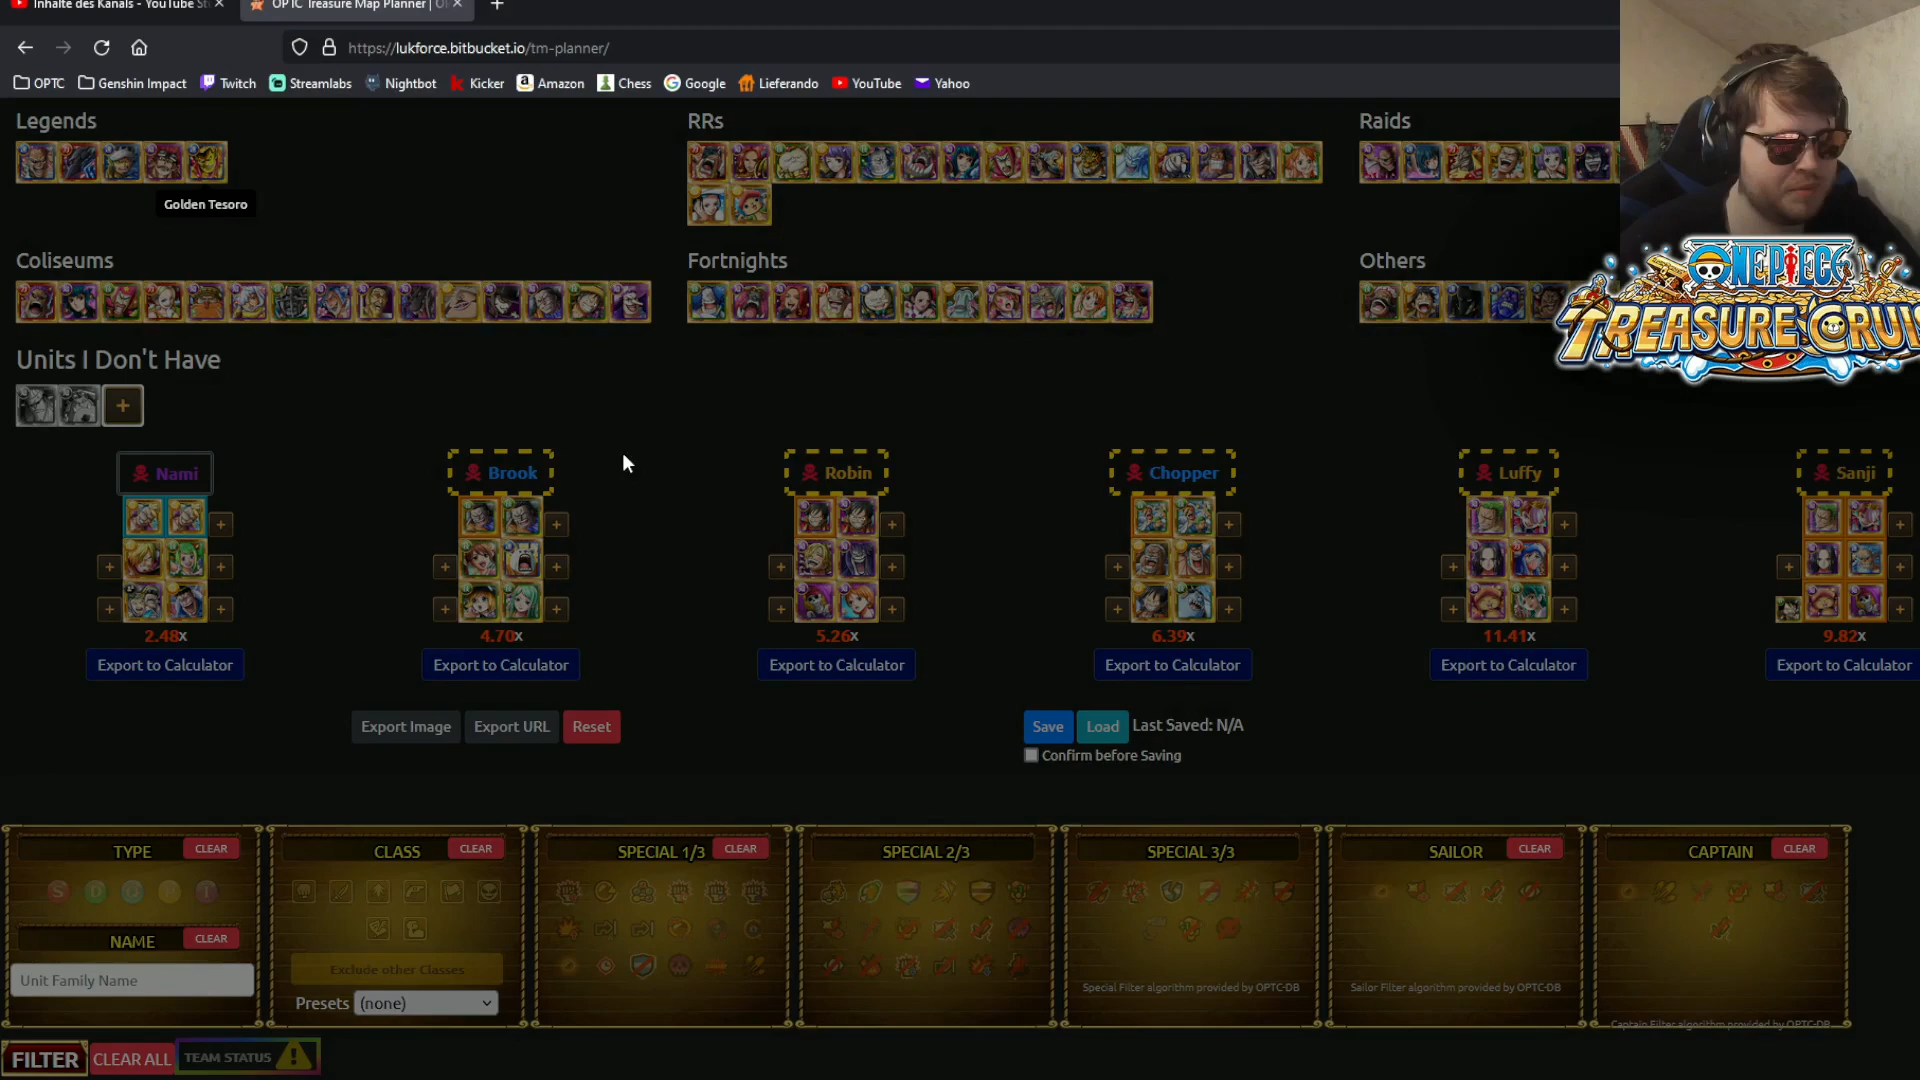 Inhalte des Kanals - YouTube St
OPTC Treasure Map Planner | O
https://lukforce.bitbucket.io/tm-planner/
OPTC
Genshin Impact
Twitch
Streamlabs
Nightbot
Kicker
Amazon
Chess
Google
Lieferando
YouTube
Yahoo
Legends
RRs
Raids
Golden Tesoro
Coliseums
Fortnights
Others
ONE PIECE
TREASURE CRUIS
Units I Don't Have
+
Nami
Brook
Robin
Chopper
Luffy
Sanji
2.48x
4.70x
5.26x
6.39x
11.41x
9.82x
Export to Calculator
Export to Calculator
Export to Calculator
Export to Calculator
Export to Calculator
Export to Calculator
Export Image
Export URL
Reset
Save
Load
Last Saved: N/A
Confirm before Saving
TYPE
CLEAR
CLASS
CLEAR
SPECIAL 1/3
CLEAR
SPECIAL 2/3
SPECIAL 3/3
SAILOR
CLEAR
CAPTAIN
CLEAR
NAME
CLEAR
Unit Family Name
Exclude other Classes
Presets
(none)
Special Filter algorithm provided by OPTC-DB
Sailor Filter algorithm provided by OPTC-DB
Captain Filter algorithm provided by OPTC-DB
FILTER
CLEAR ALL
TEAM STATUS